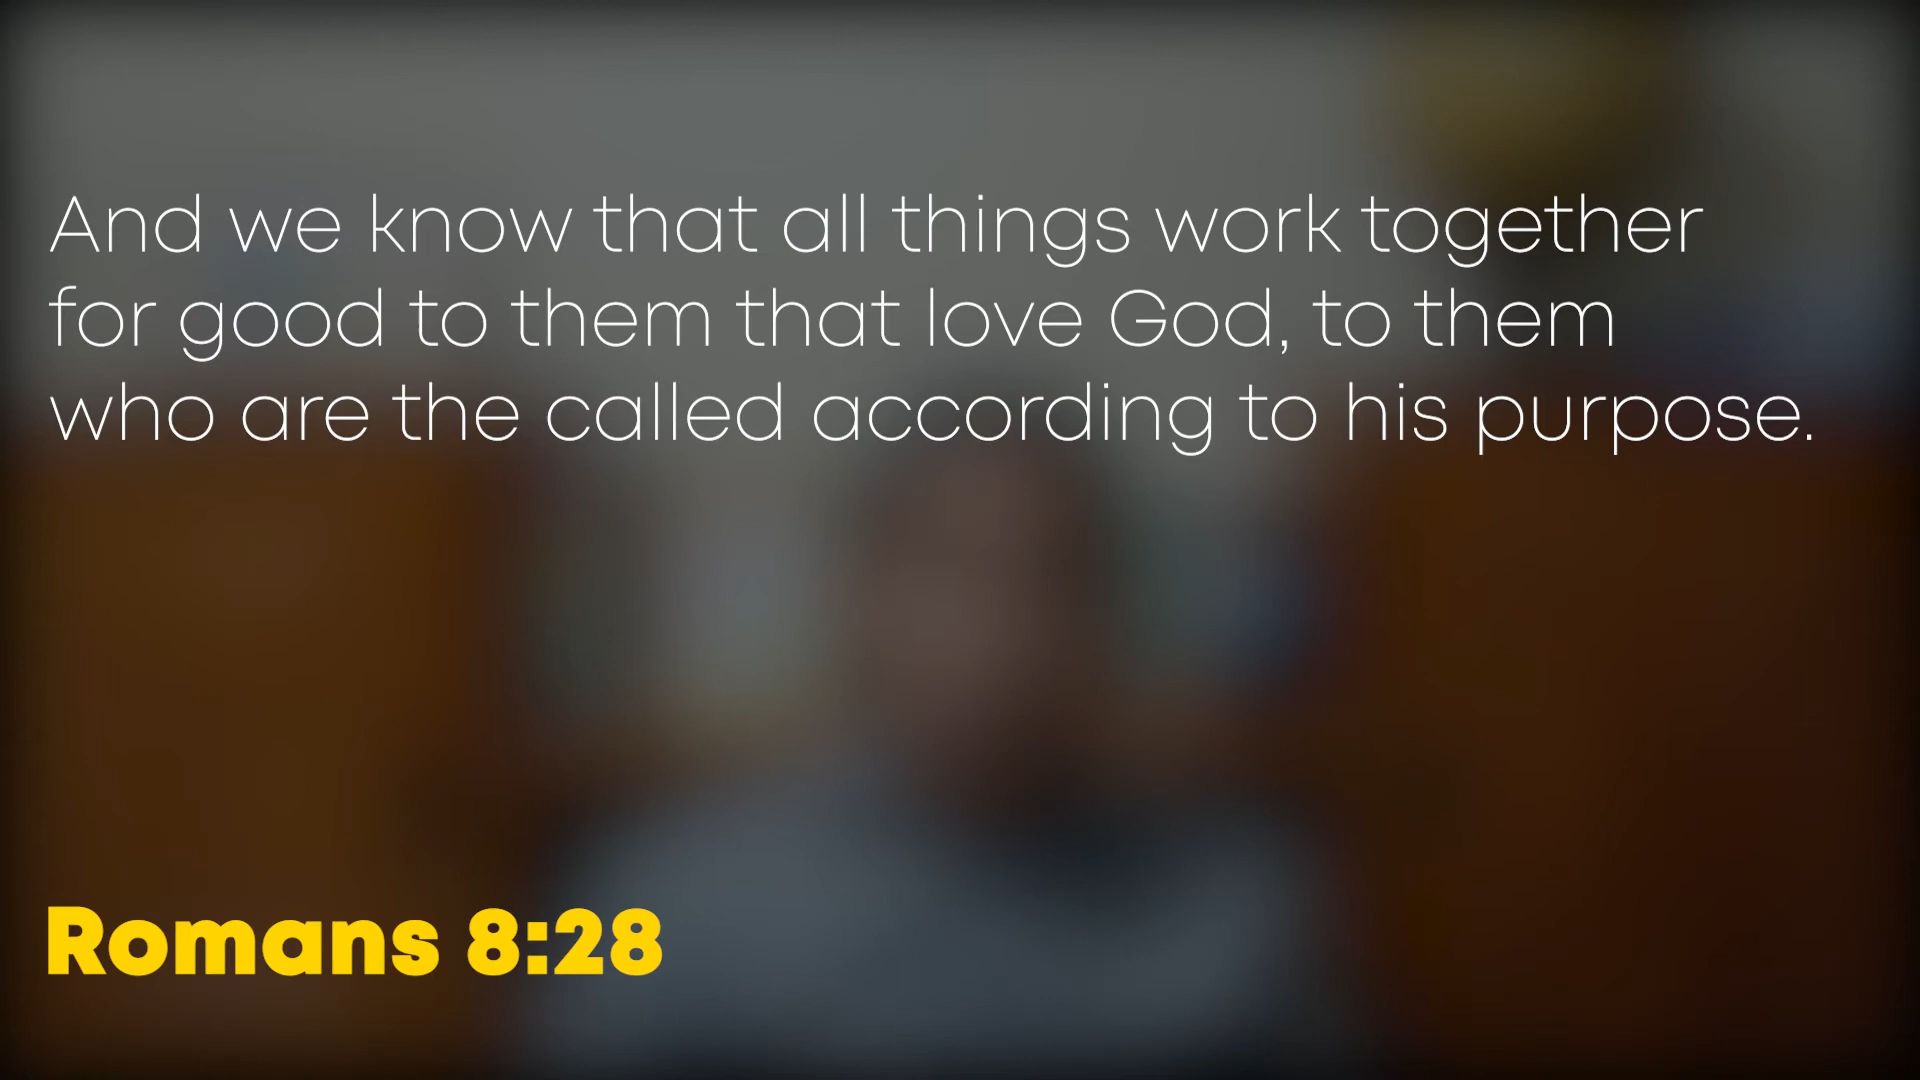 And we know that all things work together
for good to them that love God, to them
who are the called according to his purpose.
Romans 8:28